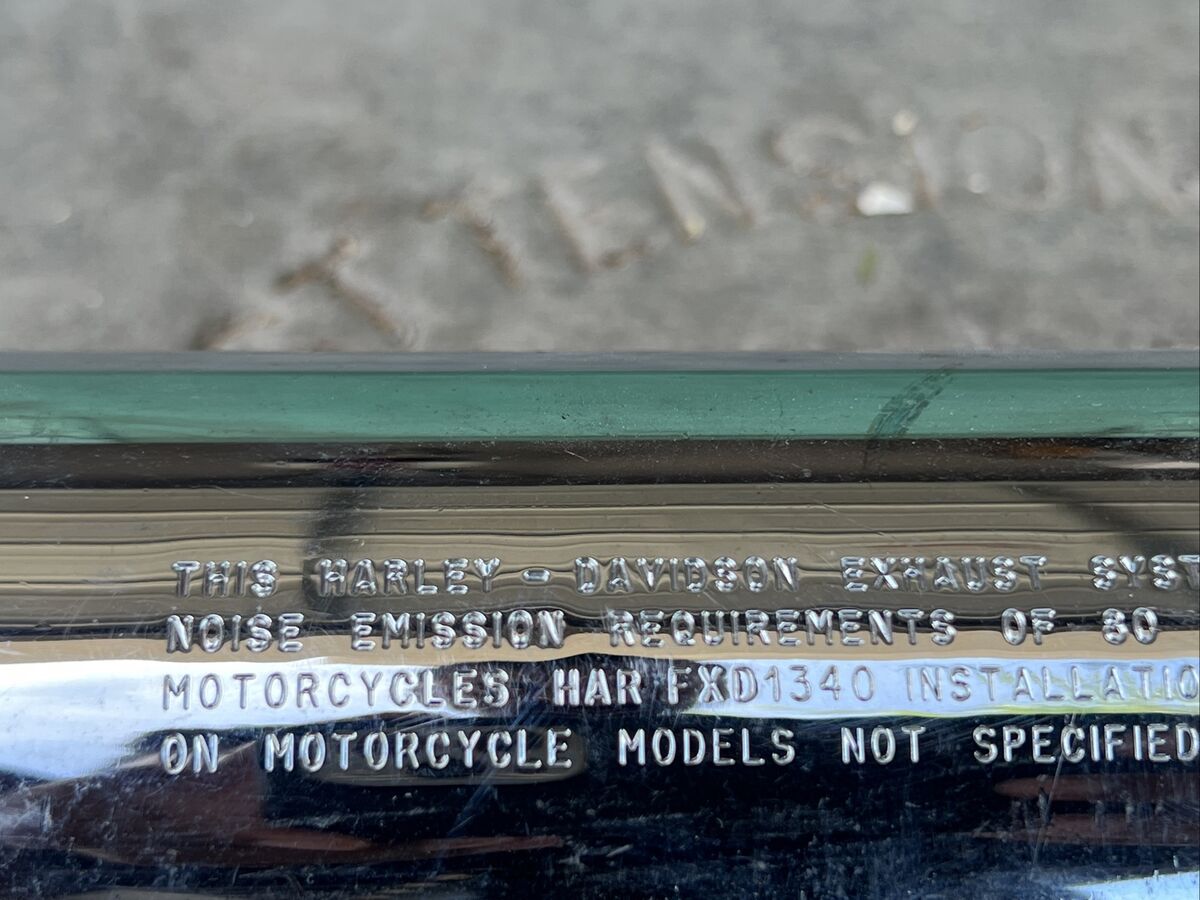 TENSION
THIS HARLEY-DAVIDSON EXHAUST SYST
NOISE EMISSION REQUIREMENTS OF 80
MOTORCYCLES HAR FXD1340 INSTALLATIO
ON MOTORCYCLE MODELS NOT SPECIFIED